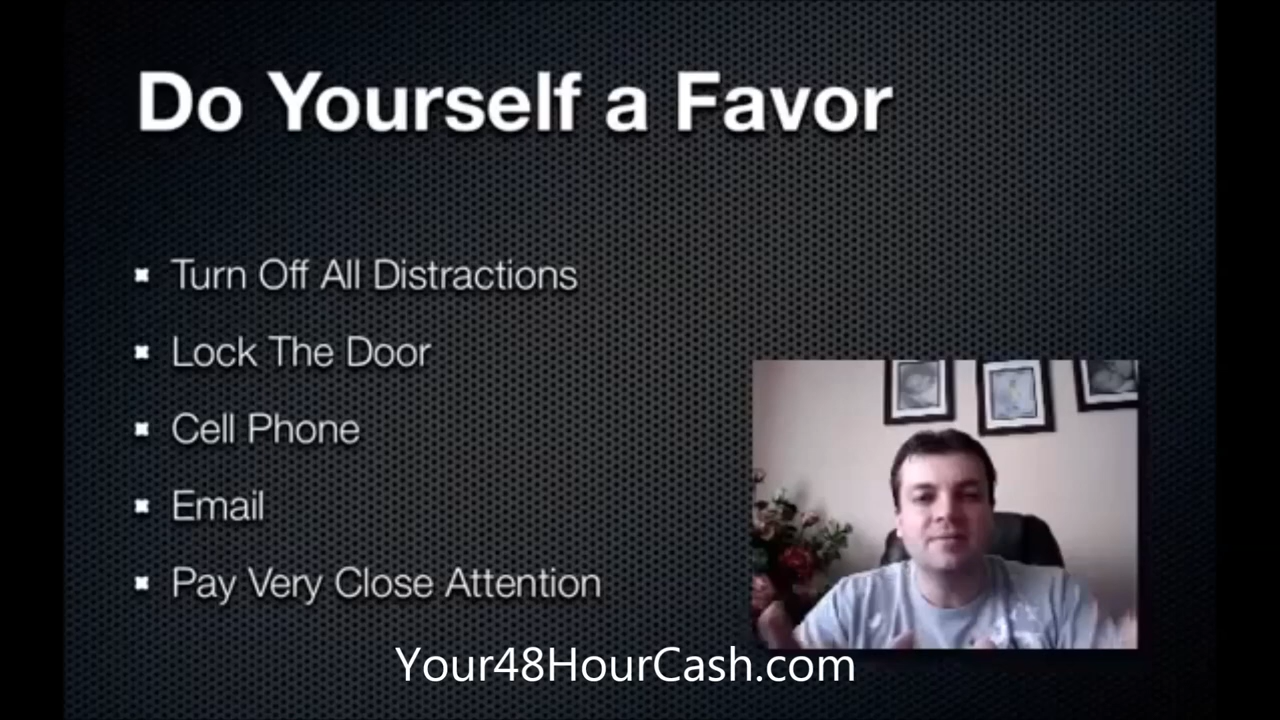 Do Yourself a Favor
Turn Off All Distractions
Lock The Door
Cell Phone
Email
Pay Very Close Attention
Your48HourCash.com